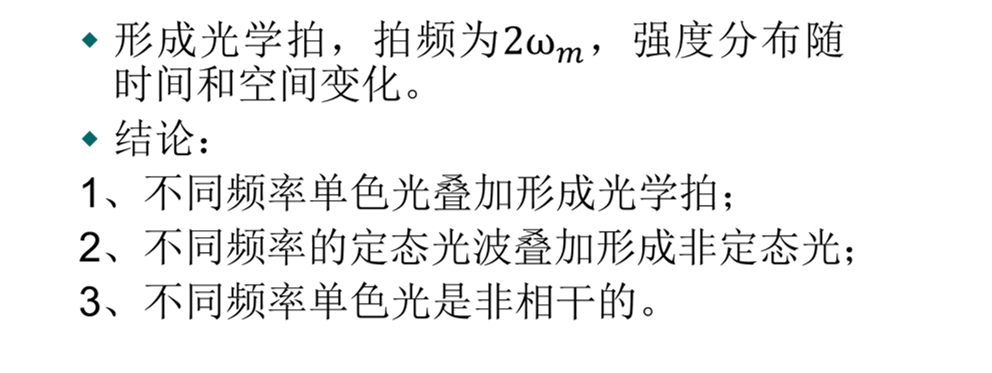 ◆ 形成光学拍，拍频为2ωₘ，强度分布随
时间和空间变化。
◆ 结论：
1、不同频率单色光叠加形成光学拍；
2、不同频率的定态光波叠加形成非定态光；
3、不同频率单色光是非相干的。